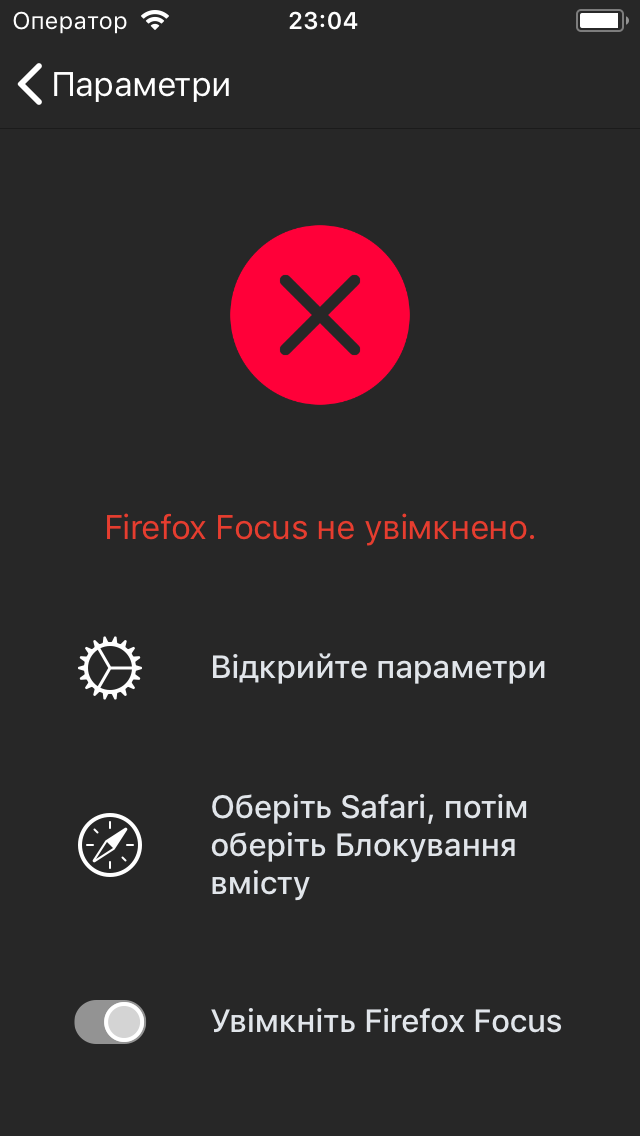 Оператор 23:04
Параметри
Firefox Focus не увімкнено.
Відкрийте параметри
Оберіть Safari, потім
оберіть Блокування
вмісту
Увімкніть Firefox Focus